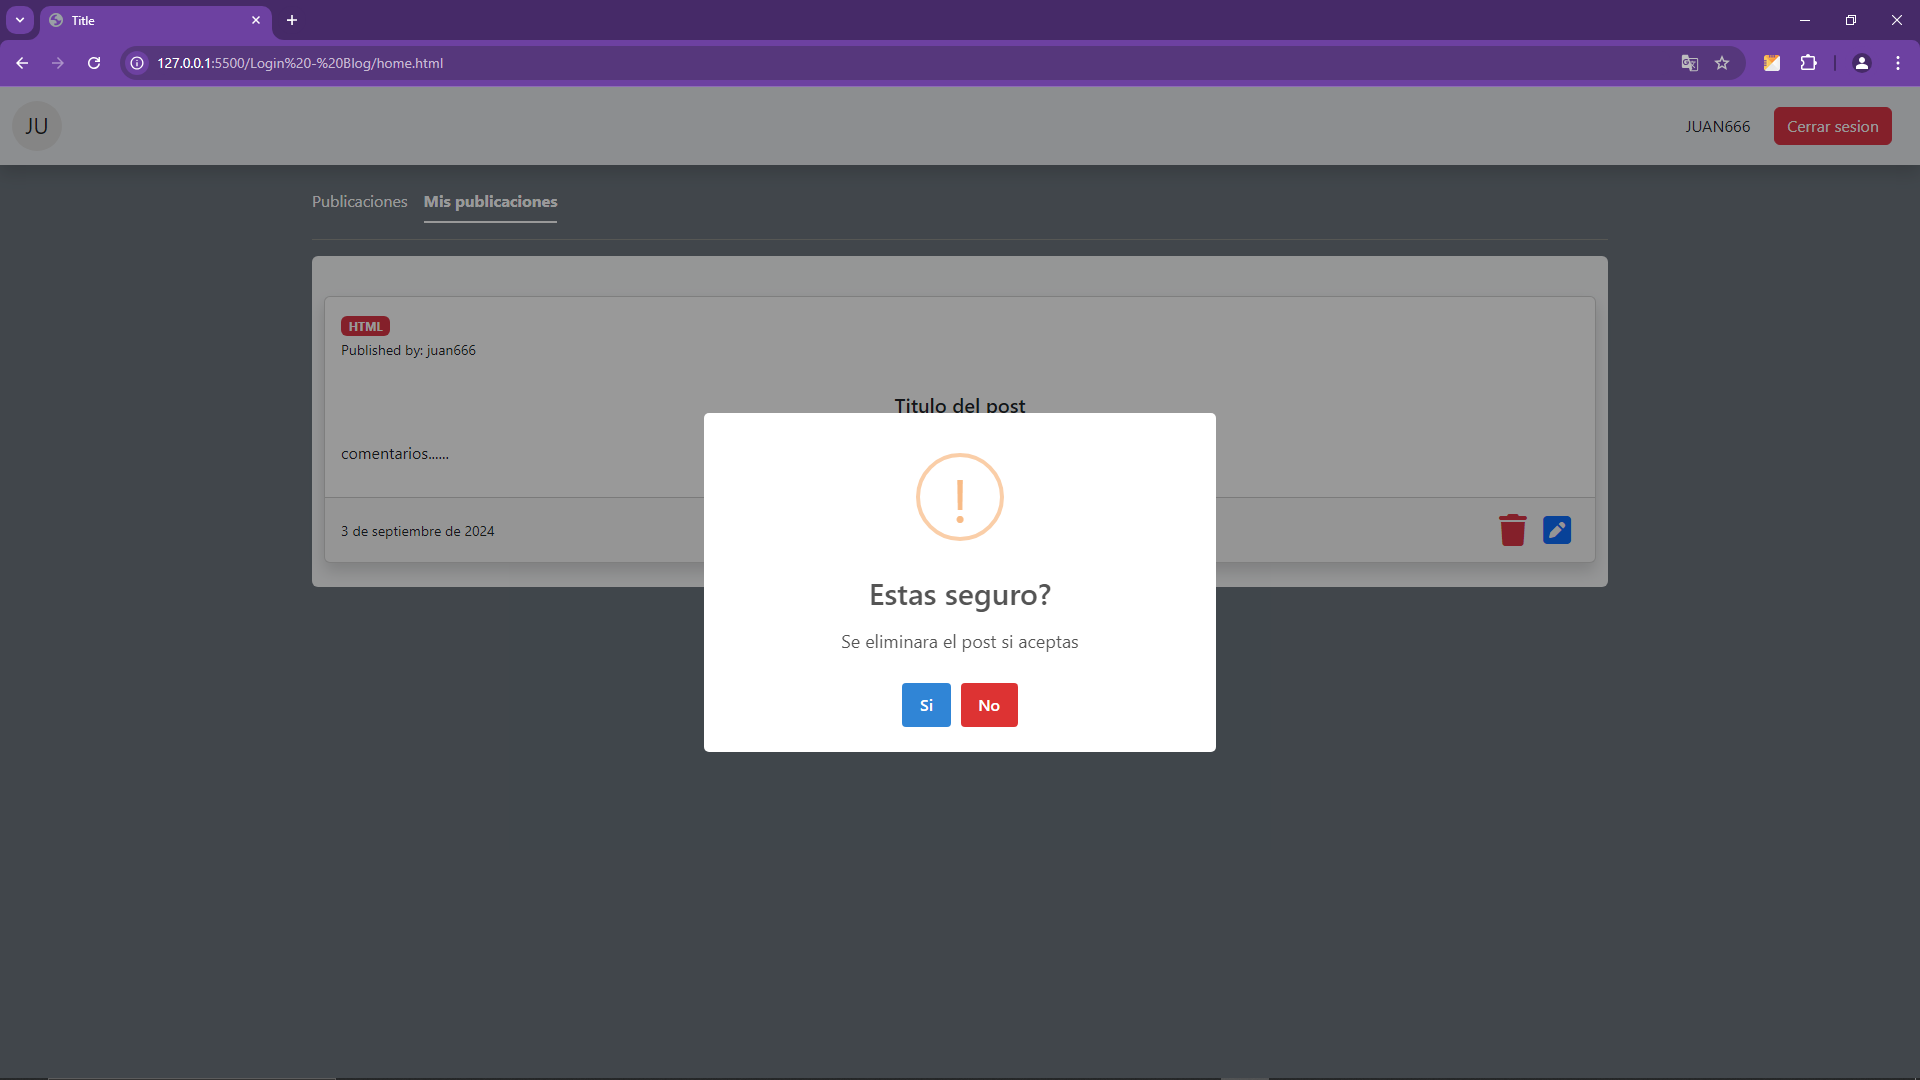 Title
127.0.0.1:5500/Login%20-%20Blog/home.html
JU
JUAN666
Cerrar sesion
Publicaciones
Mis publicaciones
HTML
Published by: juan666
Titulo del post
comentarios......
3 de septiembre de 2024
!
Estas seguro?
Se eliminara el post si aceptas
Si
No